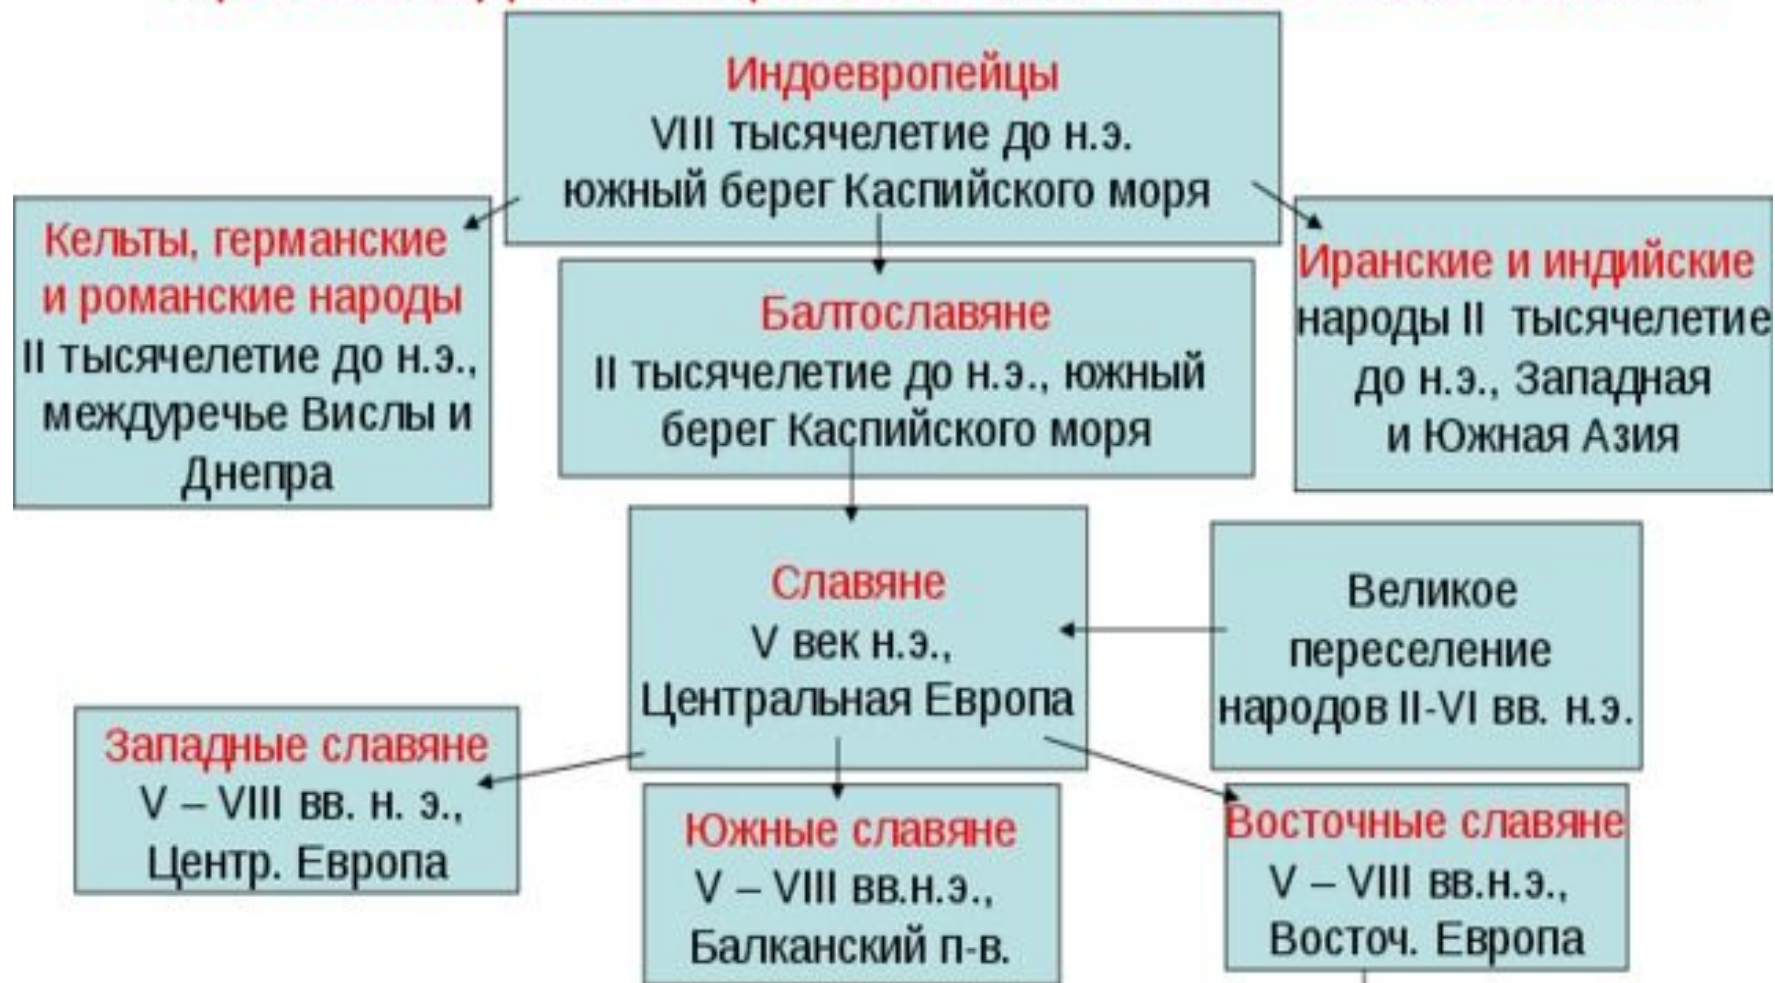 Индоевропейцы
VIII тысячелетие до н.э.
южный берег Каспийского моря
Кельты, германские
и романские народы
II тысячелетие до н.э.,
междуречье Вислы и
Днепра
Балтославяне
II тысячелетие до н.э., южный
берег Каспийского моря
Иранские и индийские
народы II тысячелетие
до н.э., Западная
и Южная Азия
Славяне
V век н.э.,
Центральная Европа
Великое
переселение
народов II-VI вв. н.э.
Западные славяне
V – VIII вв. н. э.,
Центр. Европа
Южные славяне
V – VIII вв.н.э.,
Балканский п-в.
Восточные славяне
V – VIII вв.н.э.,
Восточ. Европа